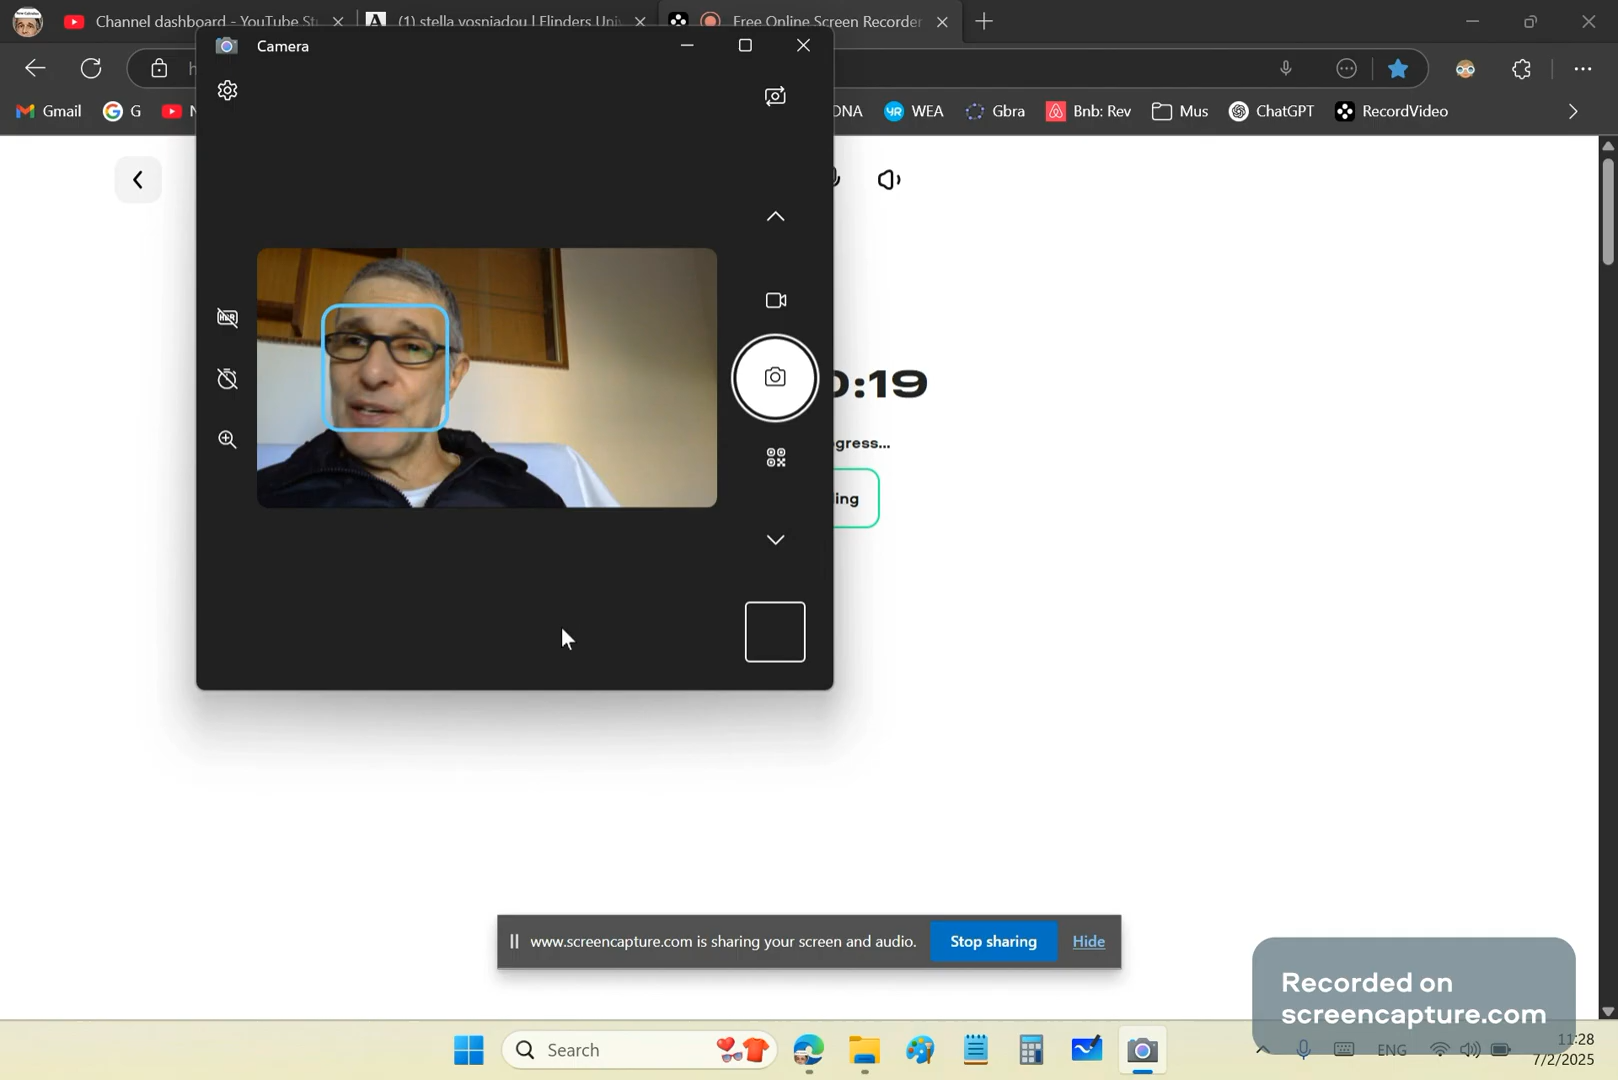 Channel dashboard - YouTube St
(1) stella vosniadou | Flinders Uni
Free Online Screen Recorder
Camera
Gmail
G
DNA
WEA
Gbra
Bnb: Rev
Mus
ChatGPT
RecordVideo
0:19
gress...
ing
www.screencapture.com is sharing your screen and audio.
Stop sharing
Hide
Recorded on
screencapture.com
Search
ENG
11:28
7/2/2025